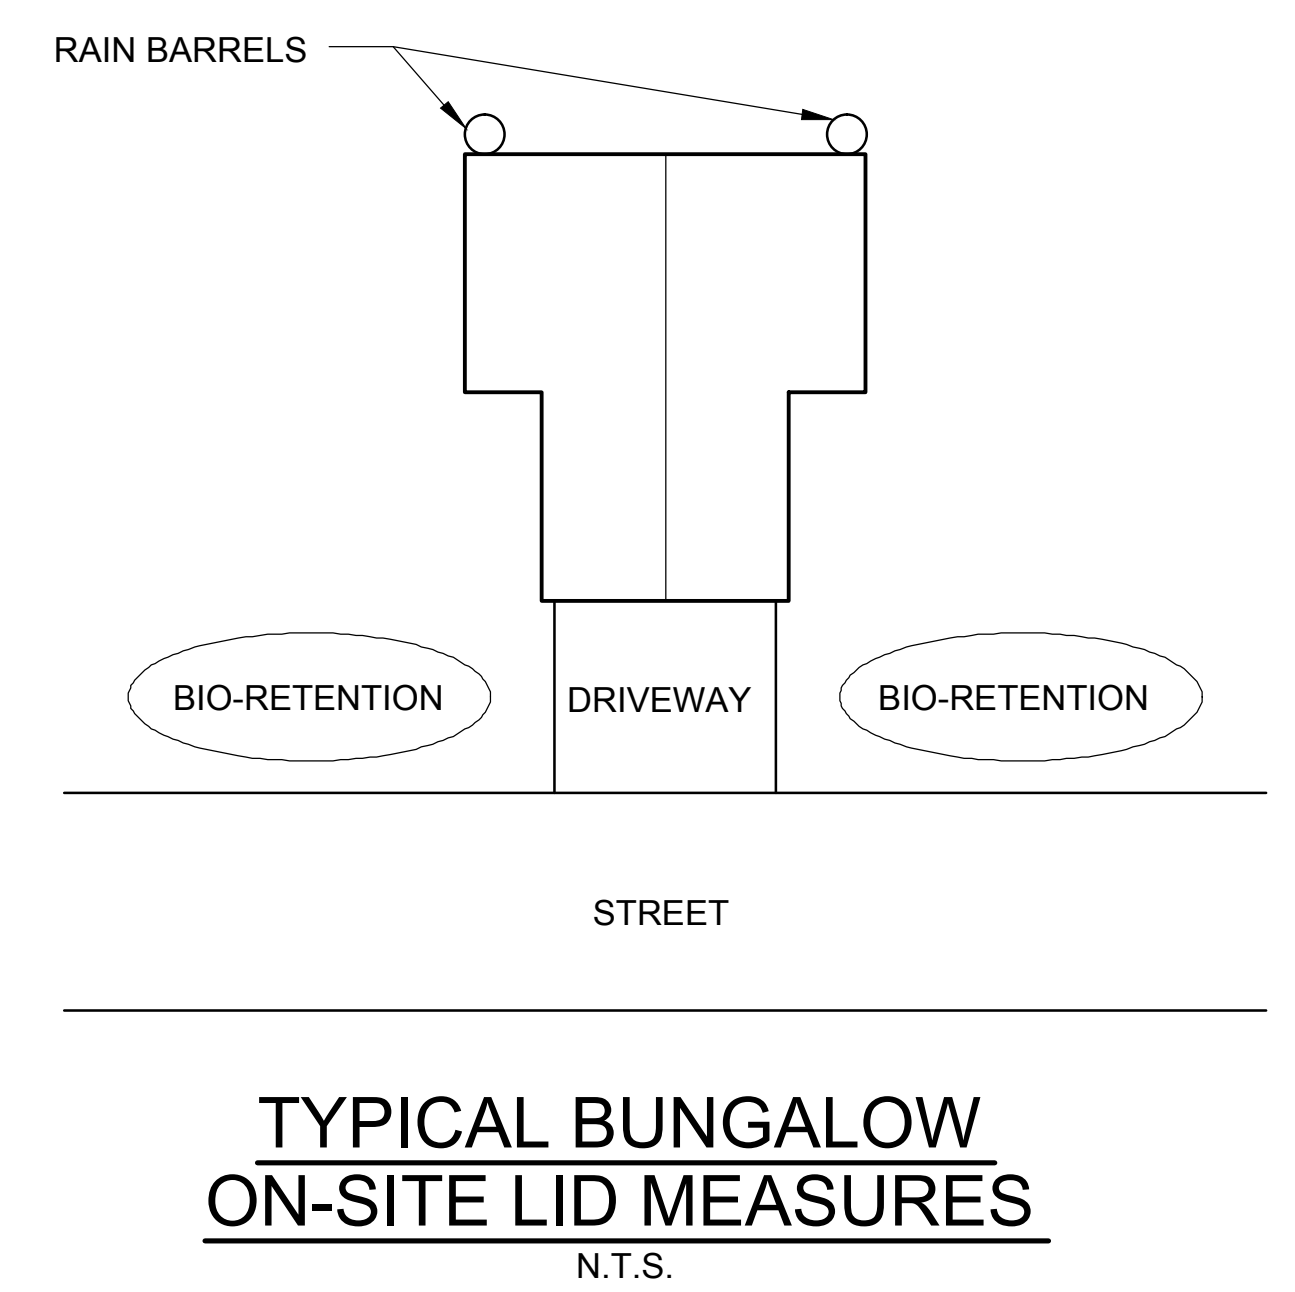 RAIN BARRELS
BIO-RETENTION
DRIVEWAY
BIO-RETENTION
STREET
TYPICAL BUNGALOW
ON-SITE LID MEASURES
N.T.S.